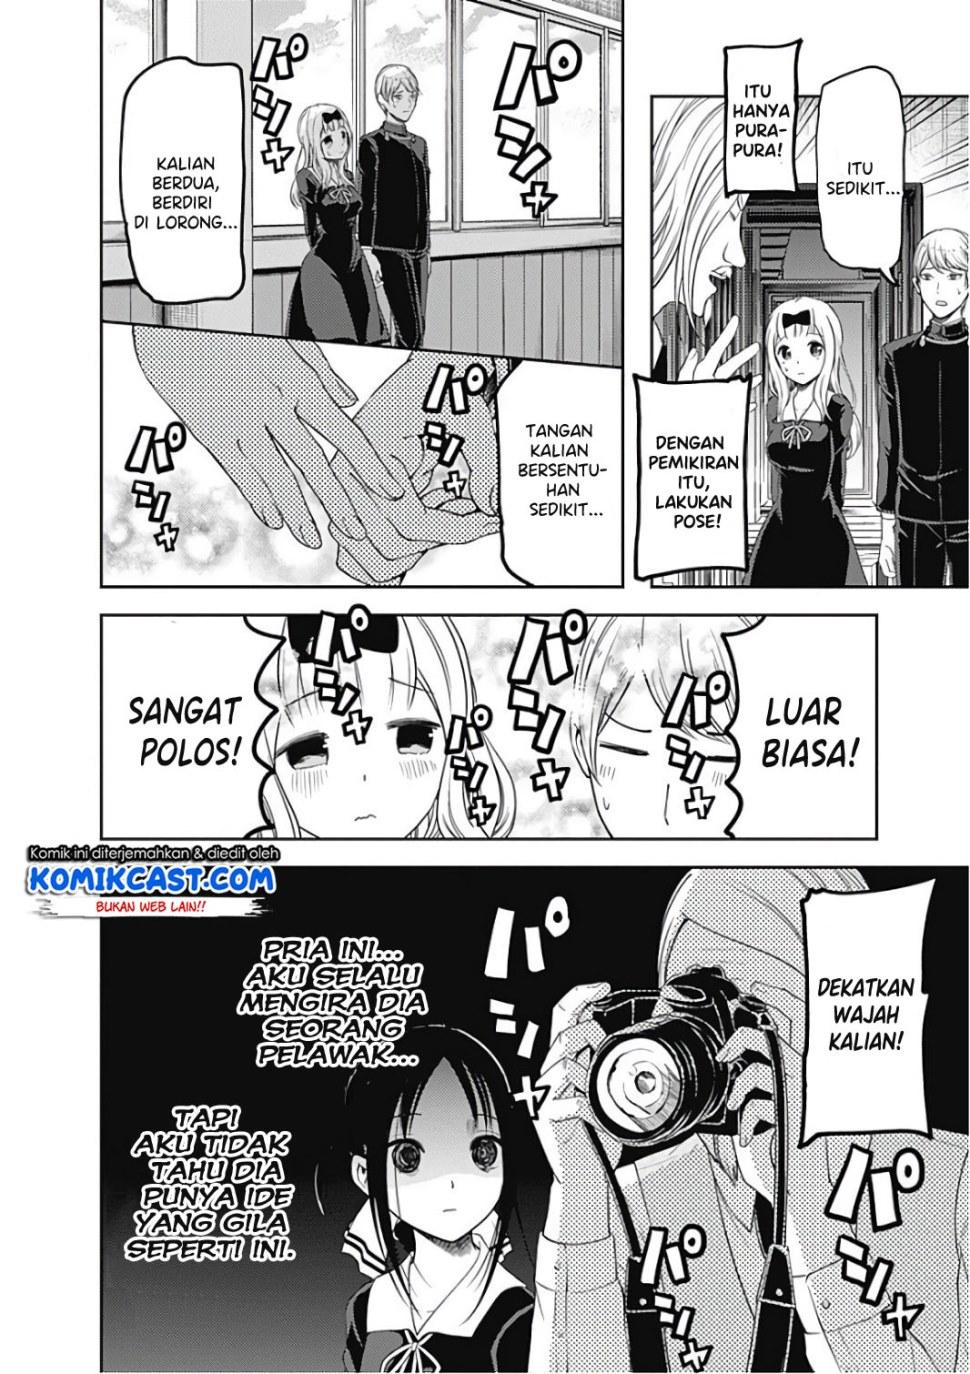 ITU
HANYA
PURA-
PURA!
ITU
SEDIKIT...
DENGAN
PEMIKIRAN
ITU,
LAKUKAN
POSE!
パシャ
パシャ
KALIAN
BERDUA,
BERDIRI
DI LORONG...
パシャ
パシャ
TANGAN
KALIAN
BERSENTU-
HAN
SEDIKIT...
LUAR
BIASA!
パシャ
パシャ
パシャ
パシャ
SANGAT
POLOS!
Komik ini diterjemahkan & diedit oleh
KOMIKCAST.COM
BUKAN WEB LAIN!!
DEKATKAN
WAJAH
KALIAN!
パシャ
パシャ
PRIA INI...
AKU SELALU
MENGIRA DIA
SEORANG
PELAWAK...
TAPI
AKU TIDAK
TAHU DIA
PUNYA IDE
YANG GILA
SEPERTI INI.